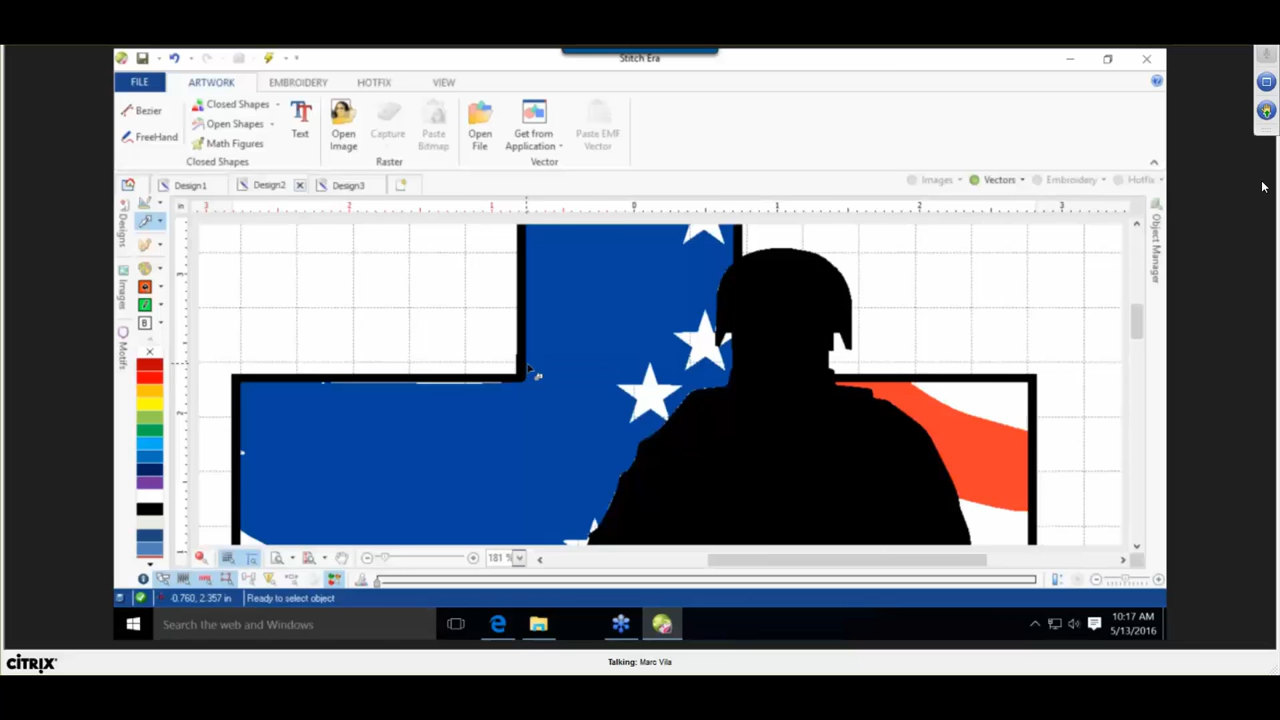 Stitch Era
FILE ARTWORK EMBROIDERY HOTFIX VIEW
Bezier
FreeHand
Closed Shapes
Open Shapes
Math Figures
Text
Closed Shapes
Open Image
Capture
Paste Bitmap
Raster
Open File
Get from Application
Paste EMF Vector
Vector
Design1 Design2 Design3
Images Vectors Embroidery Hotfix
in 3 2 1 0 1 2 3
Designs
Images
Motifs
Object Manager
3
2
1
181 %
-0.760, 2.357 in Ready to select object
Search the web and Windows
10:17 AM
5/13/2016
CITRIX
Talking: Marc Vila